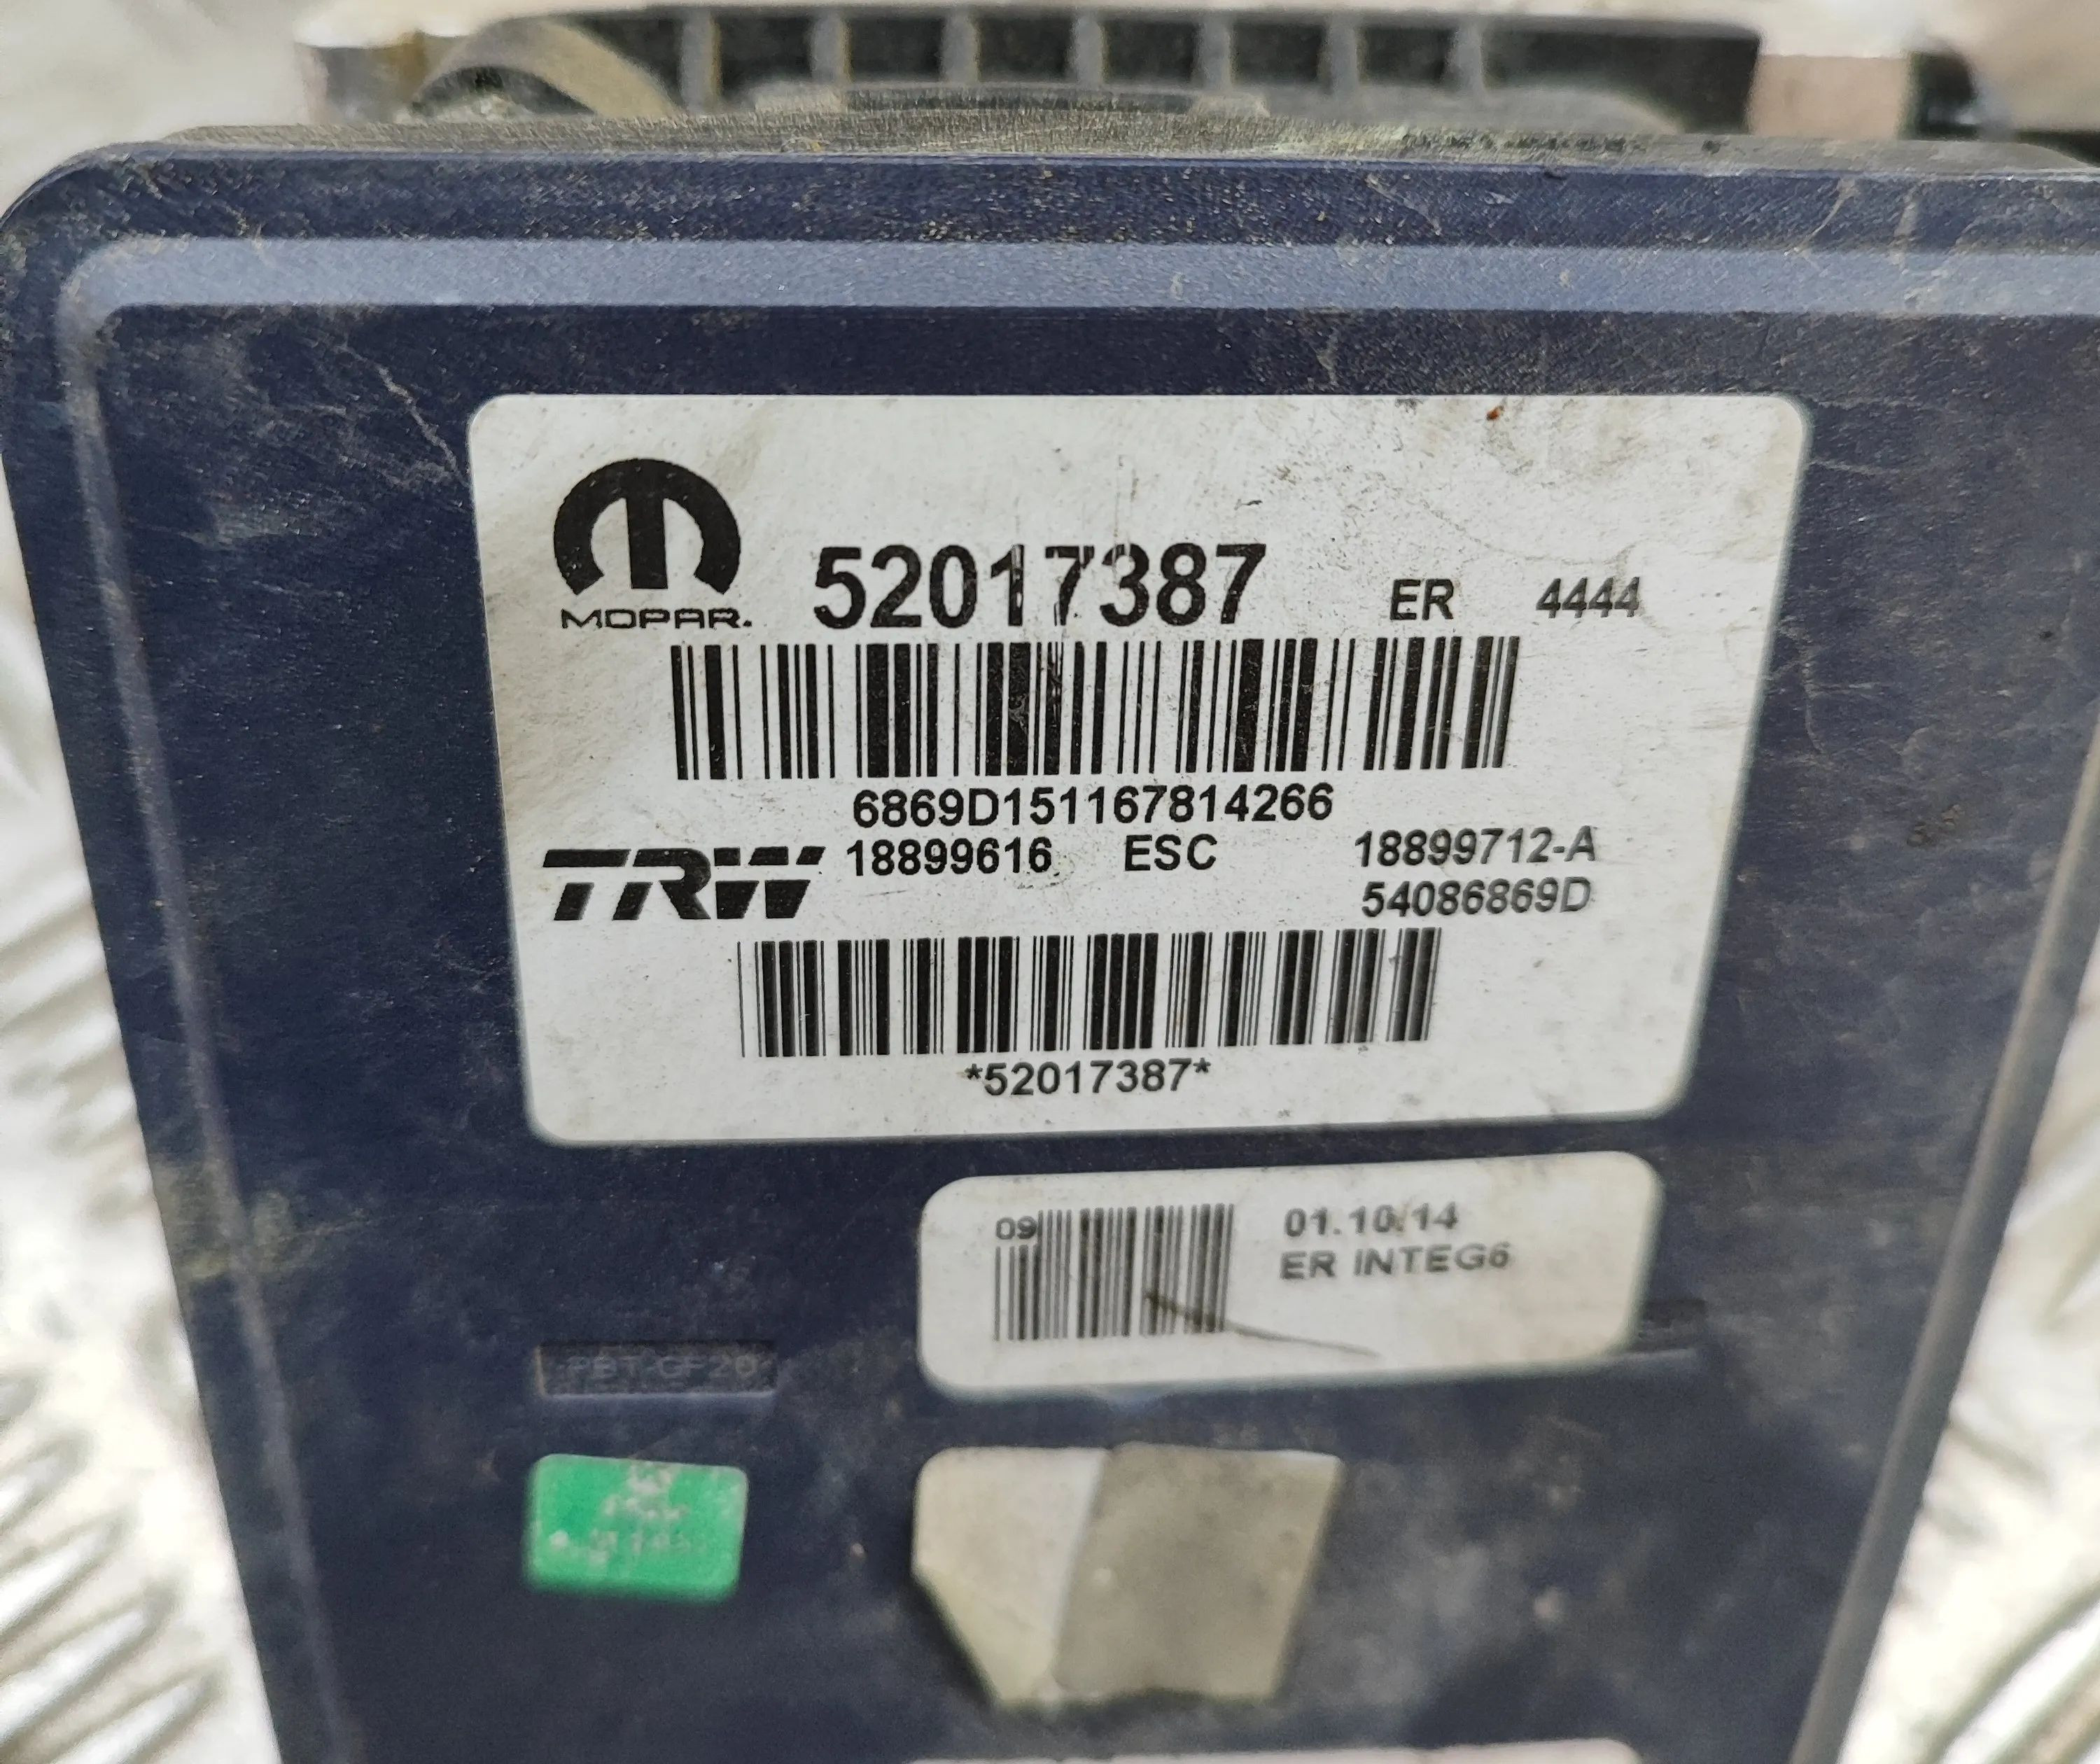 MOPAR.
52017387 ER 4444
6869D151167814266
TRW 18899616 ESC 18899712-A
54086869D
*52017387*
09 01.10.14
ER INTEG6
PBT-GF20